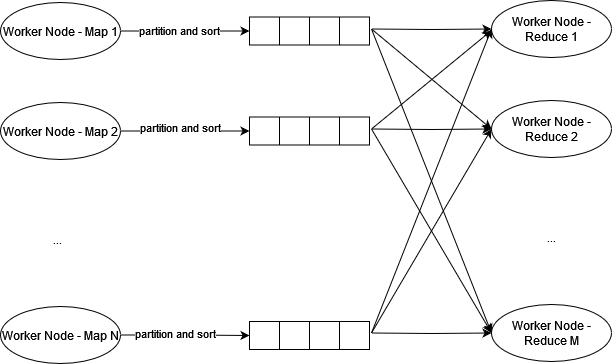 Worker Node - Map 1
partition and sort
Worker Node -
Reduce 1
Worker Node - Map 2
partition and sort
Worker Node -
Reduce 2
...
...
Worker Node - Map N
partition and sort
Worker Node -
Reduce M